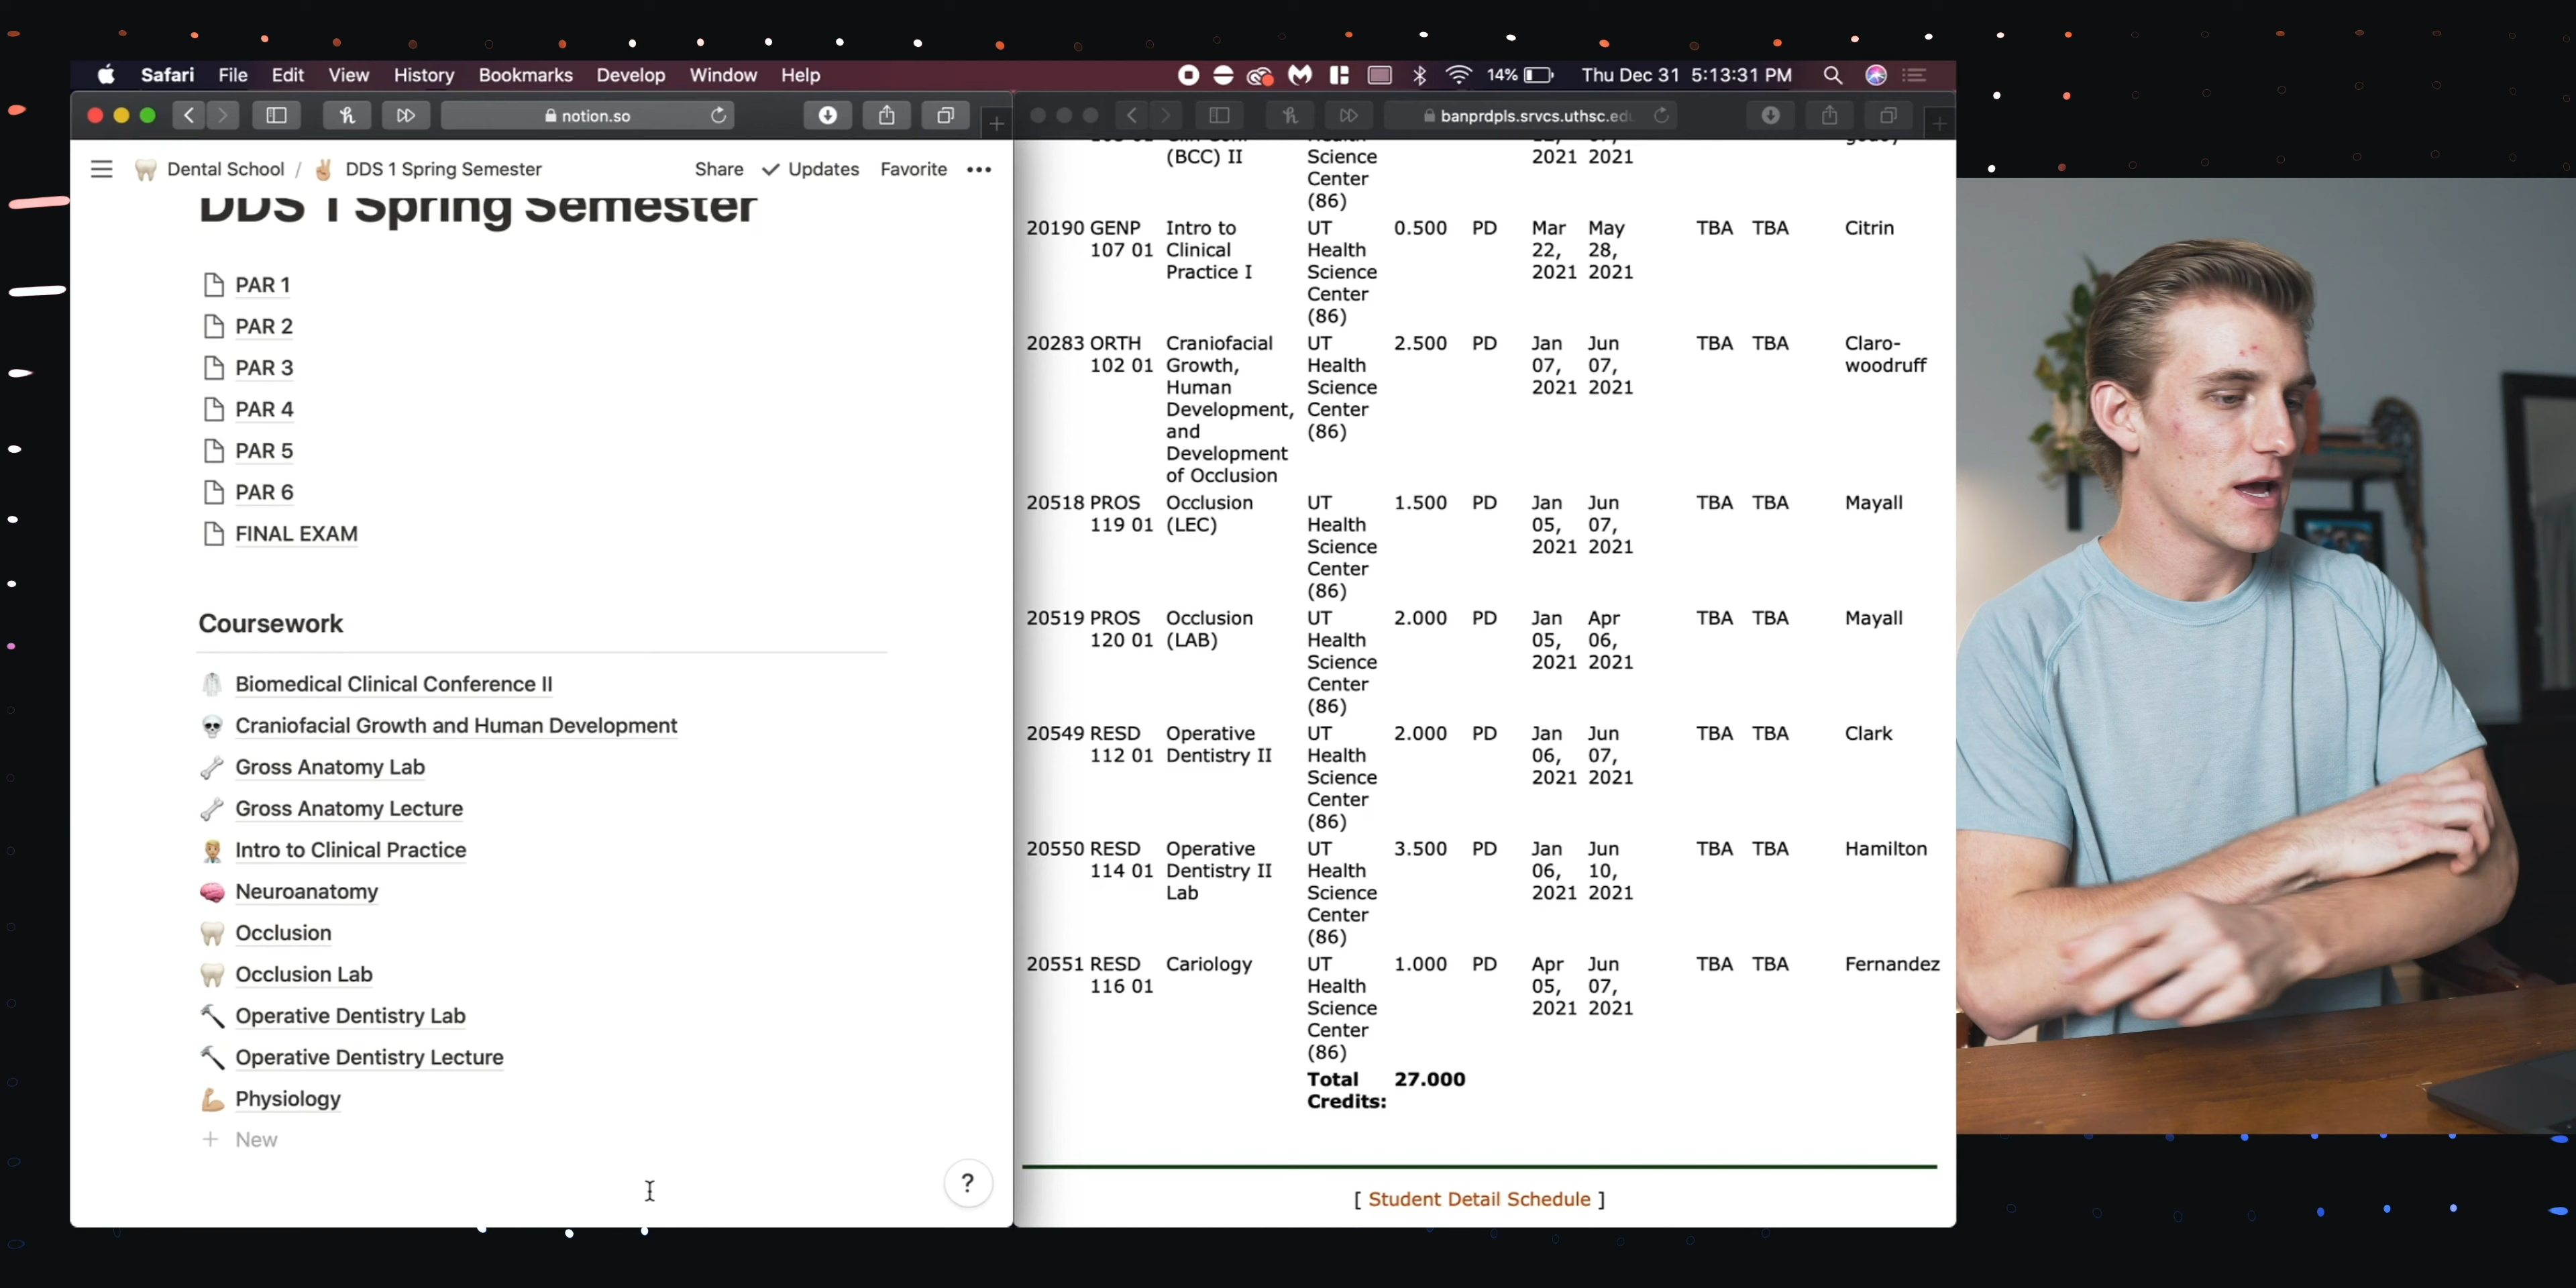 Safari File Edit View History Bookmarks Develop Window Help 14% Thu Dec 31 5:13:31 PM
notion.so
Dental School / DDS 1 Spring Semester Share Updates Favorite
DDS 1 Spring Semester
PAR 1
PAR 2
PAR 3
PAR 4
PAR 5
PAR 6
FINAL EXAM
Coursework
Biomedical Clinical Conference II
Craniofacial Growth and Human Development
Gross Anatomy Lab
Gross Anatomy Lecture
Intro to Clinical Practice
Neuroanatomy
Occlusion
Occlusion Lab
Operative Dentistry Lab
Operative Dentistry Lecture
Physiology
+ New
?
banprdpls.srvcs.uthsc.edu
(BCC) II Science 2021 2021
Center
(86)
20190 GENP Intro to UT 0.500 PD Mar May TBA TBA Citrin
107 01 Clinical Health 22, 28,
Practice I Science 2021 2021
Center
(86)
20283 ORTH Craniofacial UT 2.500 PD Jan Jun TBA TBA Claro-
102 01 Growth, Health 07, 07, woodruff
Human Science 2021 2021
Development, Center
and (86)
Development
of Occlusion
20518 PROS Occlusion UT 1.500 PD Jan Jun TBA TBA Mayall
119 01 (LEC) Health 05, 07,
Science 2021 2021
Center
(86)
20519 PROS Occlusion UT 2.000 PD Jan Apr TBA TBA Mayall
120 01 (LAB) Health 05, 06,
Science 2021 2021
Center
(86)
20549 RESD Operative UT 2.000 PD Jan Jun TBA TBA Clark
112 01 Dentistry II Health 06, 07,
Science 2021 2021
Center
(86)
20550 RESD Operative UT 3.500 PD Jan Jun TBA TBA Hamilton
114 01 Dentistry II Health 06, 10,
Lab Science 2021 2021
Center
(86)
20551 RESD Cariology UT 1.000 PD Apr Jun TBA TBA Fernandez
116 01 Health 05, 07,
Science 2021 2021
Center
(86)
Total 27.000
Credits:
[ Student Detail Schedule ]